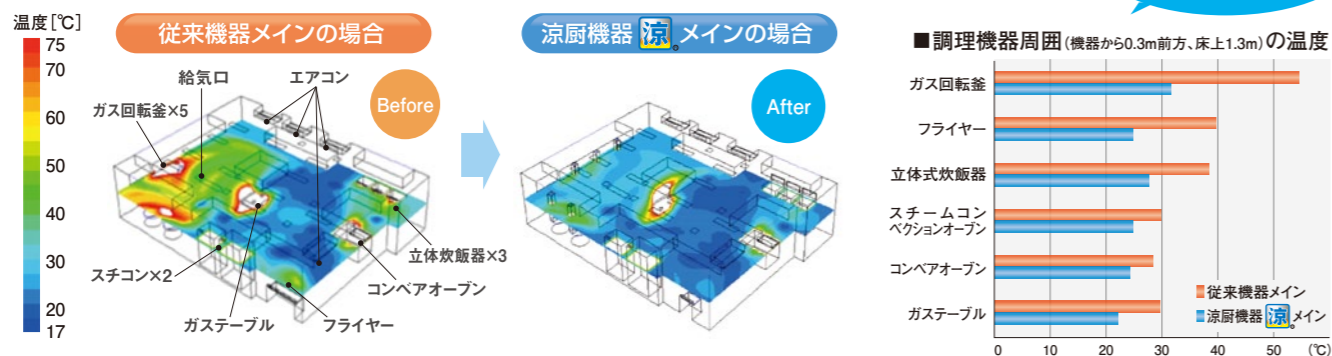 温度[℃]
75
70
60
50
40
30
20
17
従来機器メインの場合
給気口
エアコン
ガス回転釜×5
Before
スチコン×2
ガステーブル
フライヤー
コンベアオーブン
立体炊飯器×3
涼厨機器 涼。メインの場合
After
■調理機器周囲(機器から0.3m前方、床上1.3m)の温度
ガス回転釜
フライヤー
立体式炊飯器
スチームコン
ベクションオーブン
コンベアオーブン
ガステーブル
■従来機器メイン
■涼厨機器 涼。メイン
0 10 20 30 40 50 (℃)